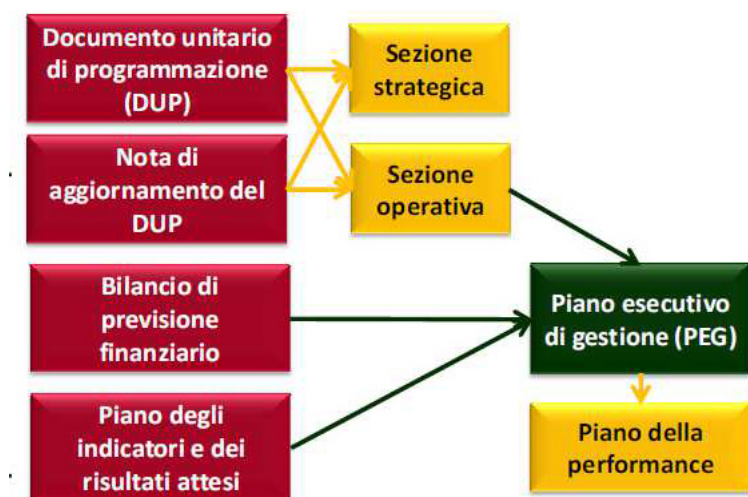 Documento unitario
di programmazione
(DUP)
Sezione
strategica
Nota di
aggiornamento del
DUP
Sezione
operativa
Bilancio di
previsione
finanziario
Piano esecutivo
di gestione (PEG)
Piano degli
indicatori e dei
risultati attesi
Piano della
performance